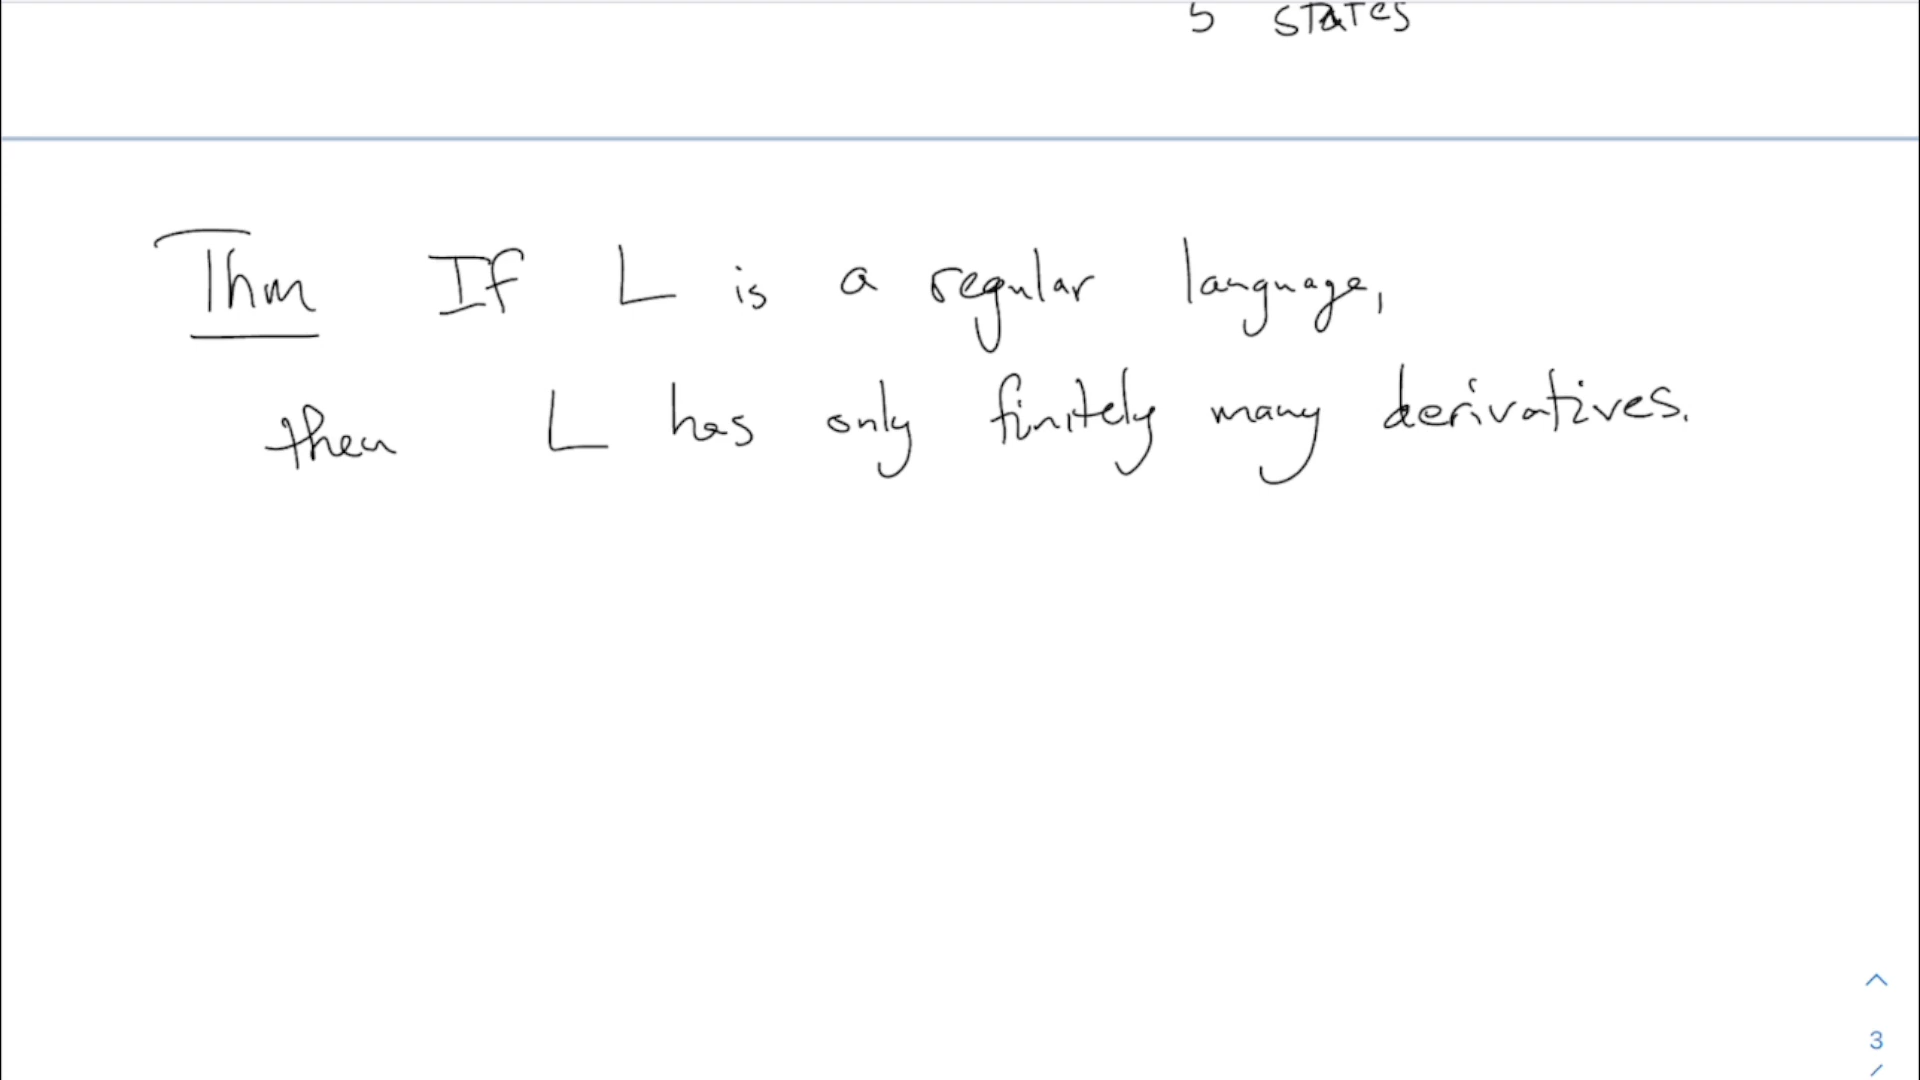 5 states
Thm If L is a regular language,
then L has only finitely many derivatives.
3